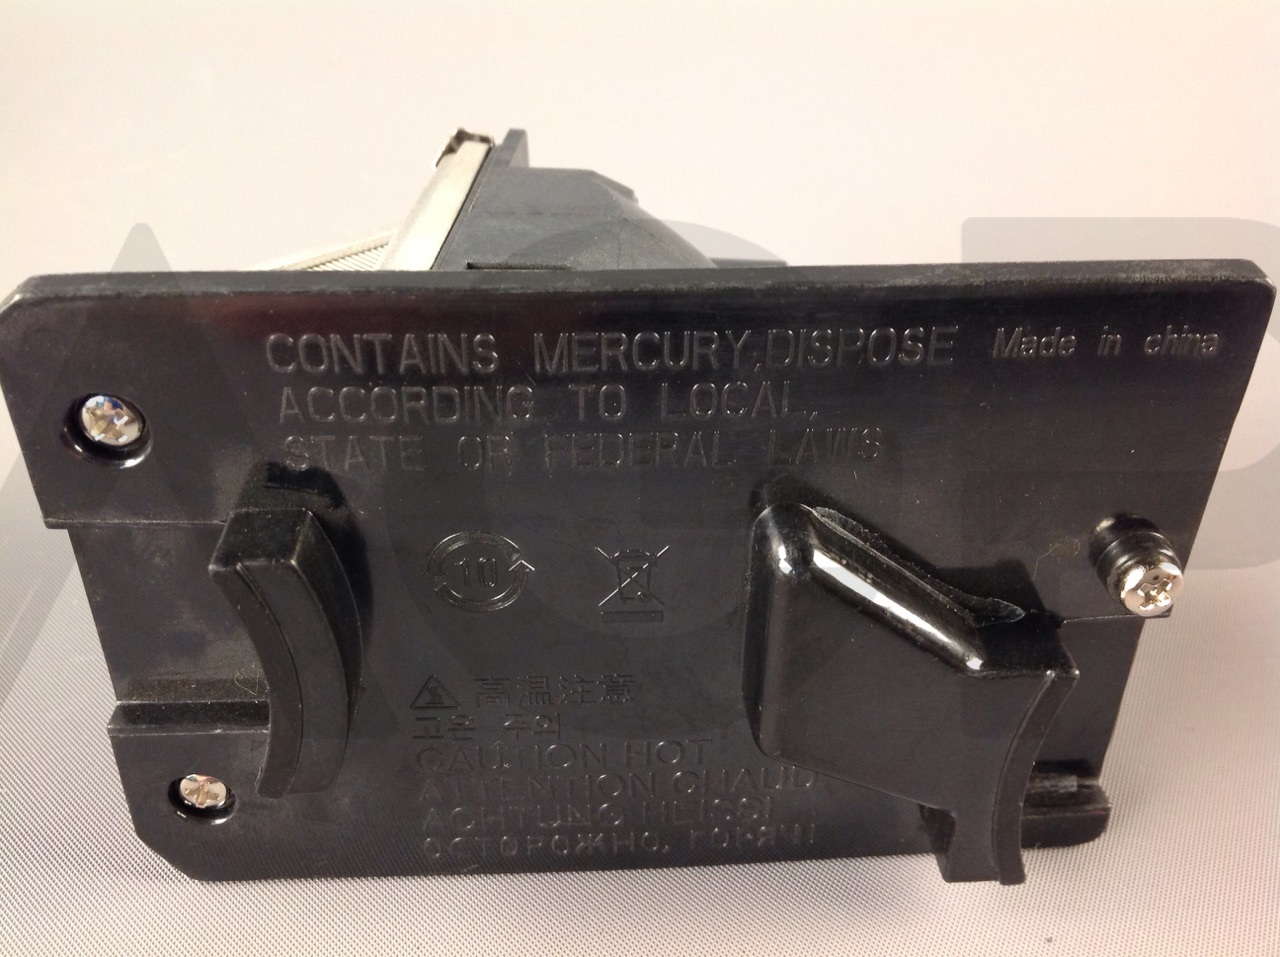 CONTAINS MERCURY,DISPOSE Made in china
ACCORDING TO LOCAL,
STATE OR FEDERAL LAWS
10
高温注意
고온 주의
CAUTION HOT
ATTENTION CHAUD
ACHTUNG HEISS!
ОСТОРОЖНО, ГОРЯЧ!